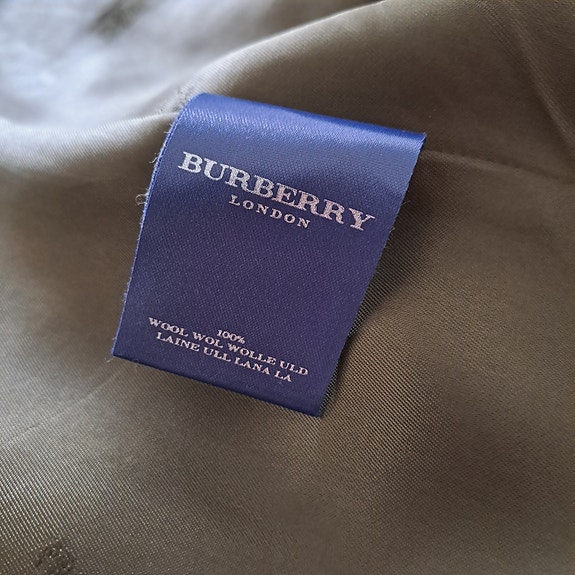 BURBERRY
LONDON
100%
WOOL WOL WOLLE ULD
LAINE ULL LANA LA